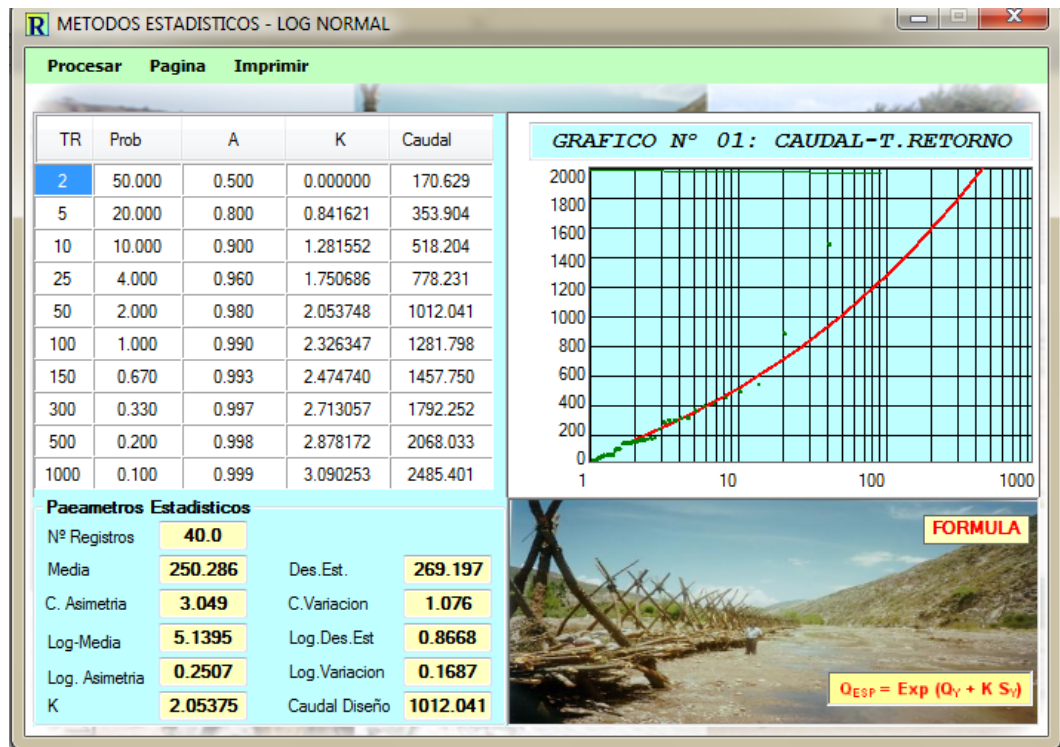 METODOS ESTADISTICOS - LOG NORMAL
Procesar Pagina Imprimir
TR Prob A K Caudal
2 50.000 0.500 0.000000 170.629
5 20.000 0.800 0.841621 353.904
10 10.000 0.900 1.281552 518.204
25 4.000 0.960 1.750686 778.231
50 2.000 0.980 2.053748 1012.041
100 1.000 0.990 2.326347 1281.798
150 0.670 0.993 2.474740 1457.750
300 0.330 0.997 2.713057 1792.252
500 0.200 0.998 2.878172 2068.033
1000 0.100 0.999 3.090253 2485.401
GRAFICO Nº 01: CAUDAL-T.RETORNO
2000
1800
1600
1400
1200
1000
800
600
400
200
0
1 10 100 1000
Paeametros Estadisticos
Nº Registros 40.0
Media 250.286 Des.Est. 269.197
C. Asimetria 3.049 C.Variacion 1.076
Log-Media 5.1395 Log.Des.Est 0.8668
Log. Asimetria 0.2507 Log.Variacion 0.1687
K 2.05375 Caudal Diseño 1012.041
FORMULA
Q_ESP = Exp (Q_Y + K S_Y)